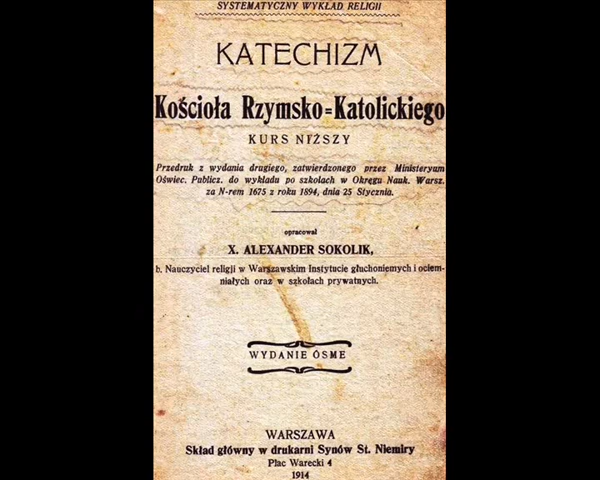 SYSTEMATYCZNY WYKŁAD RELIGII
KATECHIZM
Kościoła Rzymsko=Katolickiego
KURS NIŻSZY
Przedruk z wydania drugiego, zatwierdzonego przez Ministeryum
Oświec. Publicz. do wykładu po szkołach w Okręgu Nauk. Warsz.
za N-rem 1675 z roku 1894, dnia 25 Stycznia.
opracował
X. ALEXANDER SOKOLIK,
b. Nauczyciel religji w Warszawskim Instytucie głuchoniemych i ociem-
niałych oraz w szkołach prywatnych.
WYDANIE ÓSME
WARSZAWA
Skład główny w drukarni Synów St. Niemiry
Plac Warecki 4
1914